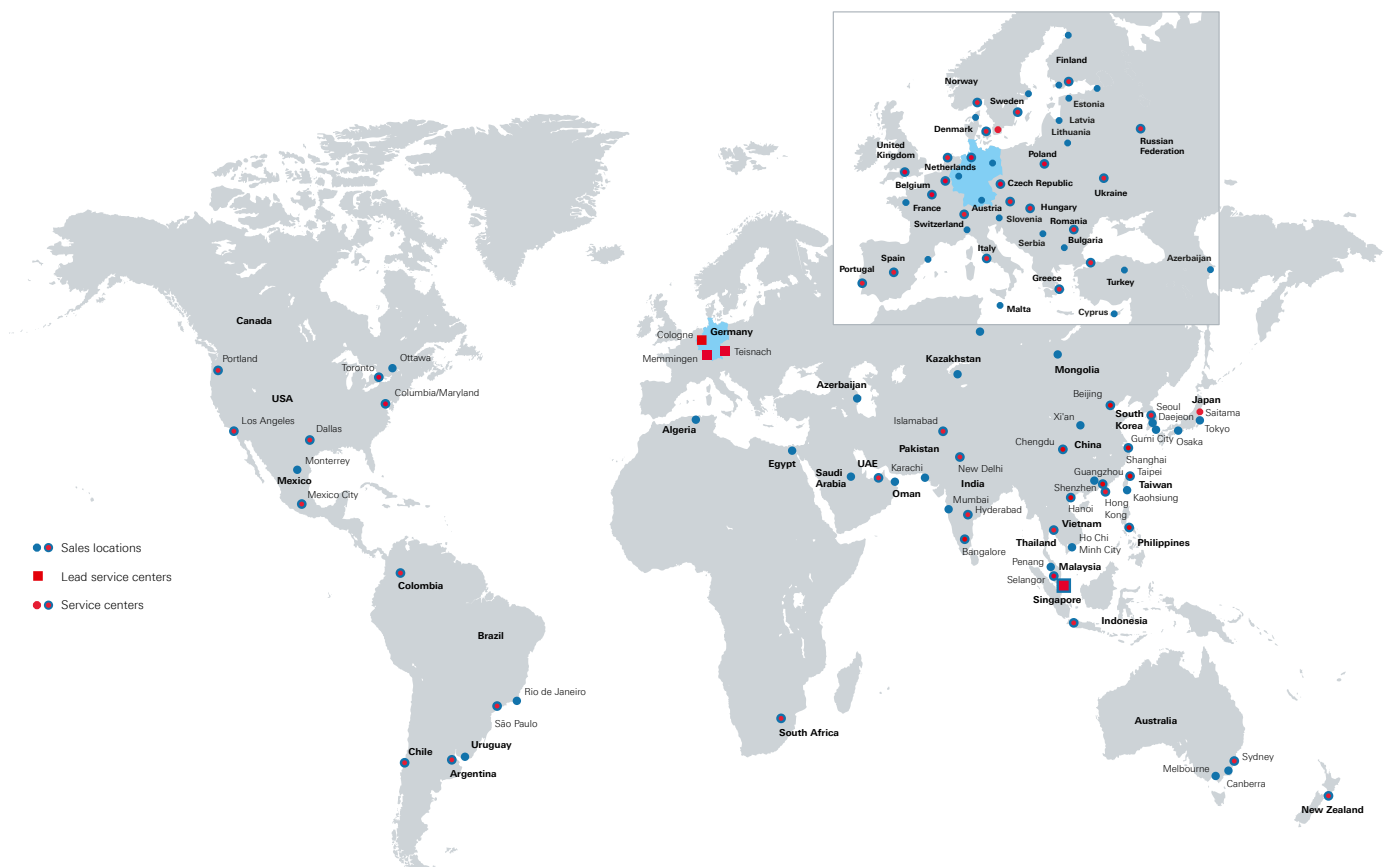 Finland
Norway
Sweden
Estonia
Latvia
Denmark
Lithuania
Russian
Federation
United
Kingdom
Poland
Netherlands
Czech Republic
Belgium
Ukraine
France
Austria
Hungary
Slovenia
Switzerland
Romania
Serbia
Bulgaria
Italy
Spain
Azerbaijan
Portugal
Greece
Turkey
Malta
Cyprus
Canada
Cologne
Germany
Memmingen
Teisnach
Portland
Ottawa
Toronto
Kazakhstan
Mongolia
Azerbaijan
Columbia/Maryland
USA
Beijing
Japan
Seoul
Saitama
South
Korea
Daejeon
Tokyo
Los Angeles
Dallas
Algeria
Islamabad
Xi'an
Gumi City
Osaka
Pakistan
Chengdu
China
Monterrey
Mexico
Mexico City
Egypt
Saudi
Arabia
UAE
Karachi
Oman
New Delhi
India
Shanghai
Guangzhou
Taipei
Shenzhen
Taiwan
Kaohsiung
Hanoi
Hong
Kong
Mumbai
Hyderabad
Vietnam
Thailand
Ho Chi
Minh City
Philippines
Bangalore
Penang
Malaysia
Selangor
Singapore
Indonesia
Sales locations
Lead service centers
Service centers
Colombia
Brazil
Rio de Janeiro
São Paulo
Uruguay
Chile
Argentina
South Africa
Australia
Sydney
Melbourne
Canberra
New Zealand